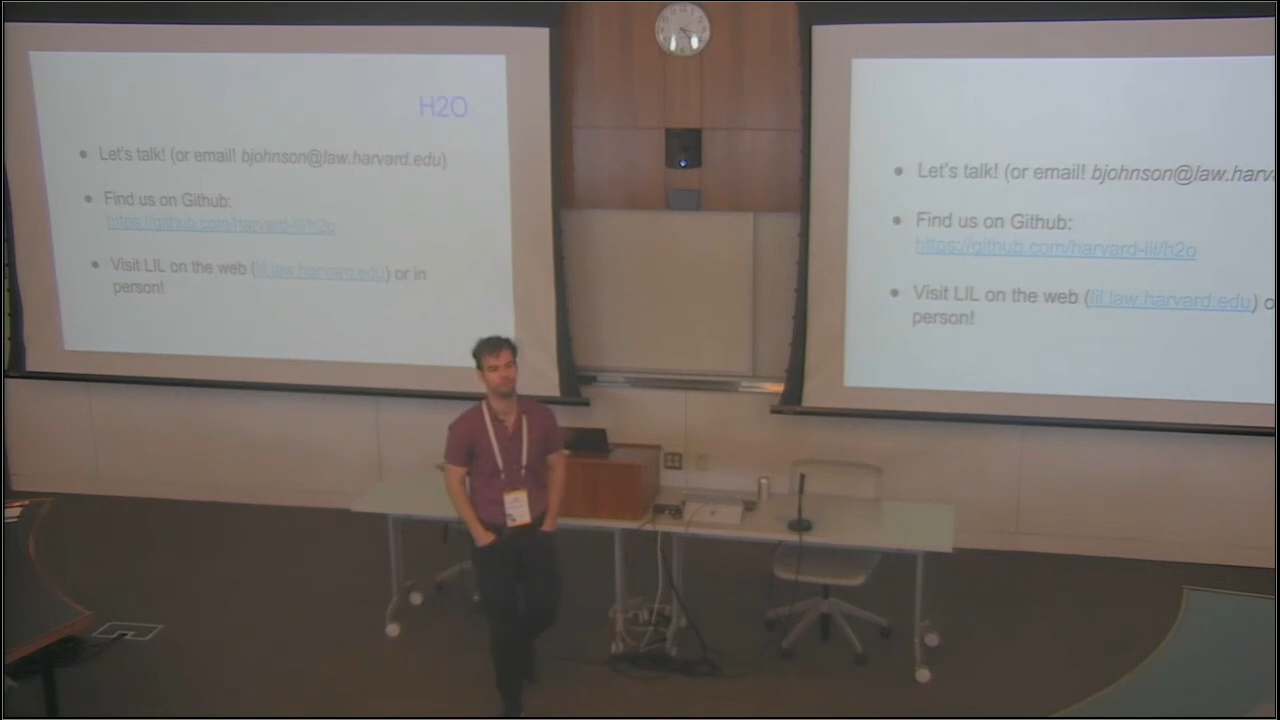 H2O
Let's talk! (or email! bjohnson@law.harvard.edu)
Find us on Github:
https://github.com/harvard-lil/h2o
Visit LIL on the web (lil.law.harvard.edu) or in
person!
Let's talk! (or email! bjohnson@law.harv
Find us on Github:
https://github.com/harvard-lil/h2o
Visit LIL on the web (lil.law.harvard.edu) o
person!